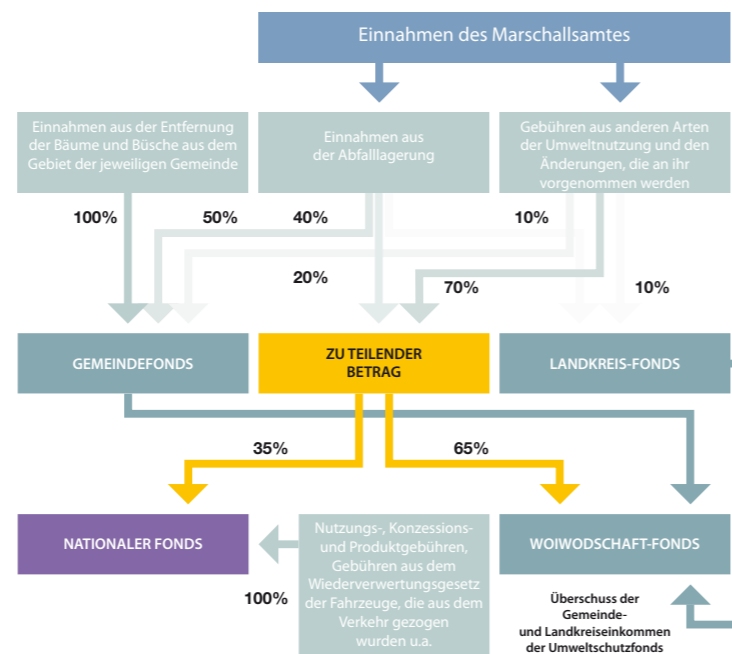 Einnahmen des Marschallsamtes
Einnahmen aus der Entfernung
der Bäume und Büsche aus dem
Gebiet der jeweiligen Gemeinde
Einnahmen aus
der Abfalllagerung
Gebühren aus anderen Arten
der Umweltnutzung und den
Änderungen, die an ihr
vorgenommen werden
100%
50%
40%
10%
20%
70%
10%
GEMEINDEFONDS
ZU TEILENDER
BETRAG
LANDKREIS-FONDS
35%
65%
NATIONALER FONDS
Nutzungs-, Konzessions-
und Produktgebühren,
Gebühren aus dem
Wiederverwertungsgesetz
der Fahrzeuge, die aus dem
Verkehr gezogen
wurden u.a.
WOIWODSCHAFT-FONDS
100%
Überschuss der
Gemeinde-
und Landkreiseinkommen
der Umweltschutzfonds